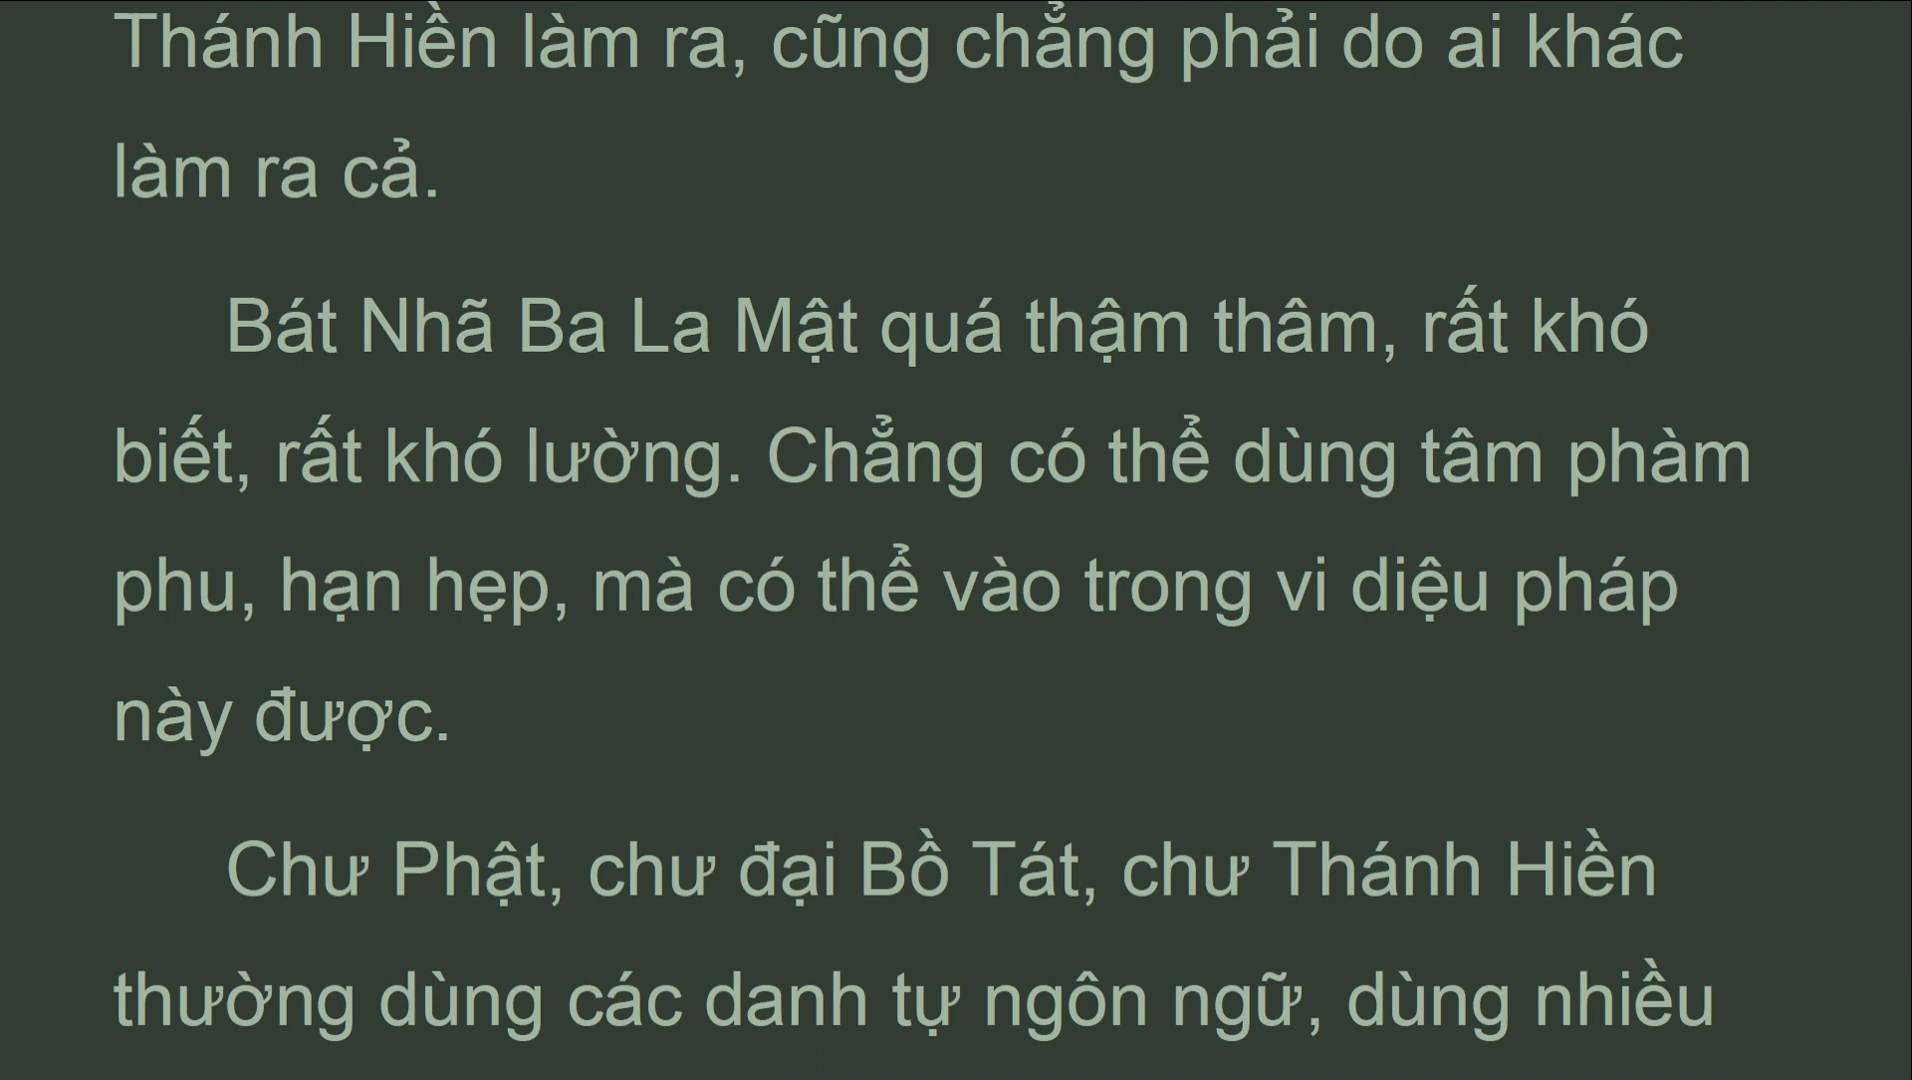 Thánh Hiền làm ra, cũng chẳng phải do ai khác
làm ra cả.
Bát Nhã Ba La Mật quá thậm thâm, rất khó
biết, rất khó lường. Chẳng có thể dùng tâm phàm
phu, hạn hẹp, mà có thể vào trong vi diệu pháp
này được.
Chư Phật, chư đại Bồ Tát, chư Thánh Hiền
thường dùng các danh tự ngôn ngữ, dùng nhiều